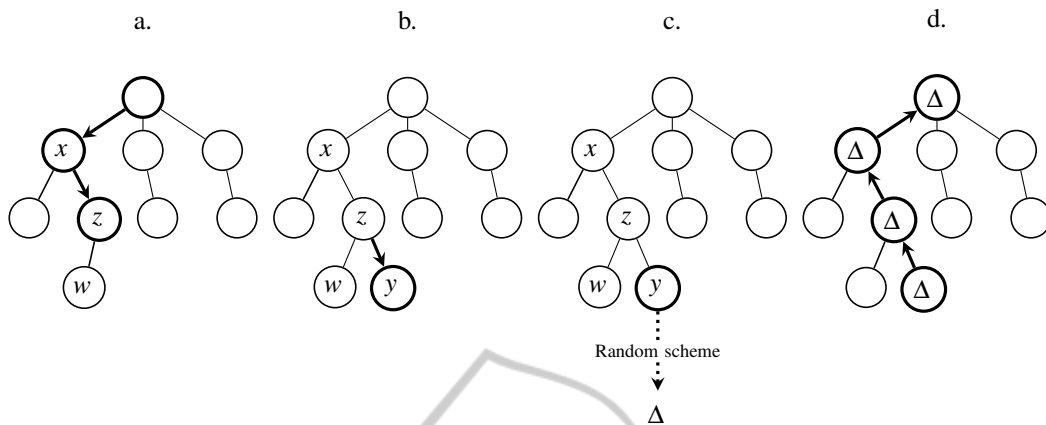 a. b. c. d.
Δ
x x x Δ
z z z Δ
w w y w y Δ
Random scheme
Δ